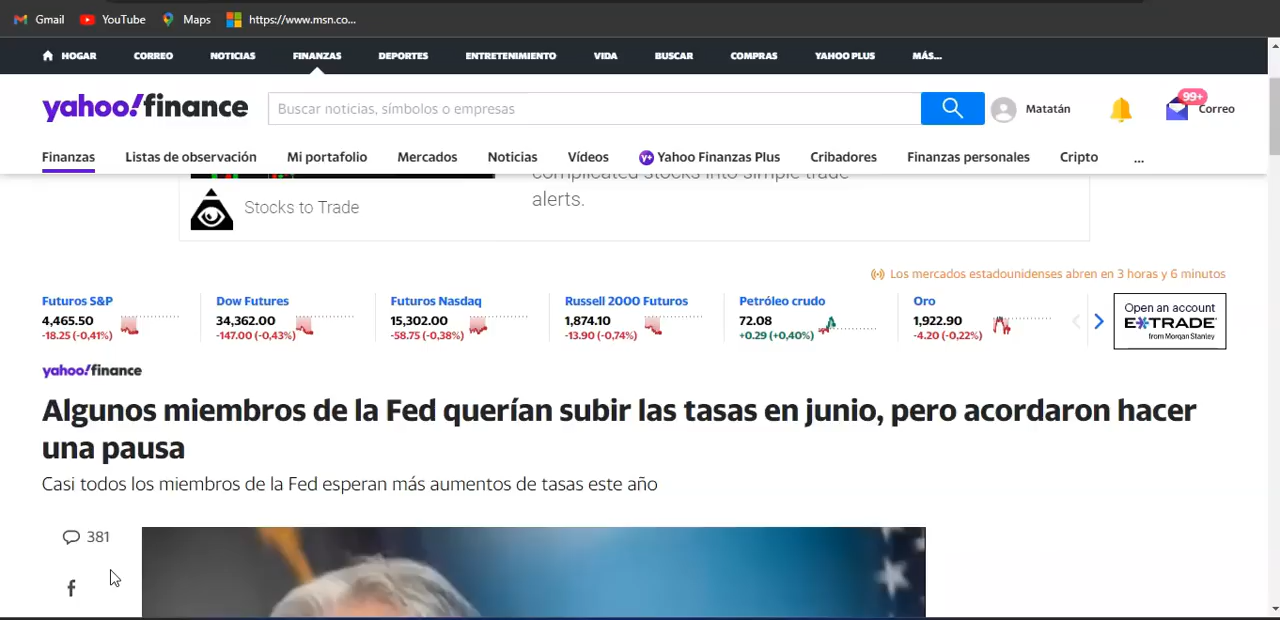 Gmail YouTube Maps https://www.msn.co...
HOGAR CORREO NOTICIAS FINANZAS DEPORTES ENTRETENIMIENTO VIDA BUSCAR COMPRAS YAHOO PLUS MÁS...
yahoo!finance Buscar noticias, símbolos o empresas Matatán 99+ Correo
Finanzas Listas de observación Mi portafolio Mercados Noticias Vídeos y+ Yahoo Finanzas Plus Cribadores Finanzas personales Cripto ...
complicated stocks into simple trade
alerts.
Stocks to Trade
Los mercados estadounidenses abren en 3 horas y 6 minutos
Futuros S&P Dow Futures Futuros Nasdaq Russell 2000 Futuros Petróleo crudo Oro
4,465.50 34,362.00 15,302.00 1,874.10 72.08 1,922.90
-18.25 (-0,41%) -147.00 (-0,43%) -58.75 (-0,38%) -13.90 (-0,74%) +0.29 (+0,40%) -4.20 (-0,22%)
Open an account
E*TRADE
from Morgan Stanley
yahoo!finance
Algunos miembros de la Fed querían subir las tasas en junio, pero acordaron hacer
una pausa
Casi todos los miembros de la Fed esperan más aumentos de tasas este año
381